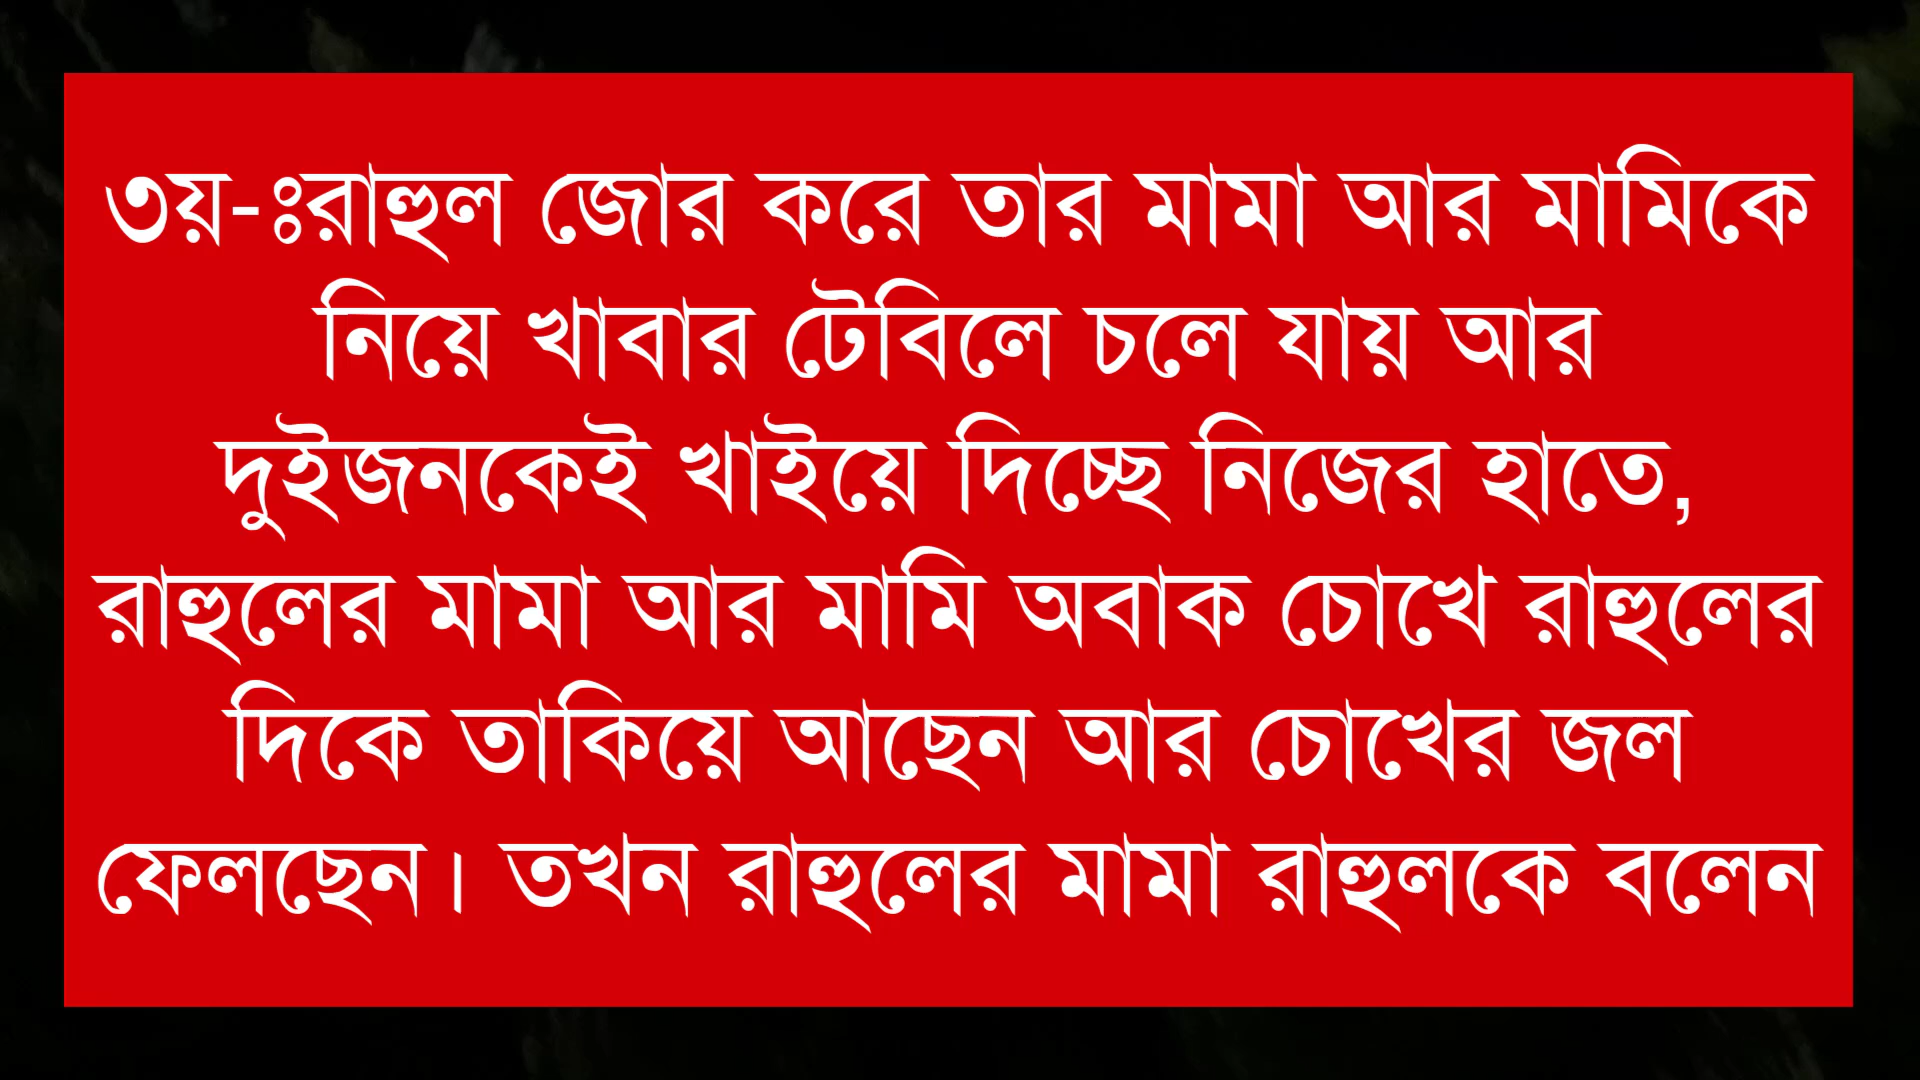 ৩য়-ঃরাহুল জোর করে তার মামা আর মামিকে
নিয়ে খাবার টেবিলে চলে যায় আর
দুইজনকেই খাইয়ে দিচ্ছে নিজের হাতে,
রাহুলের মামা আর মামি অবাক চোখে রাহুলের
দিকে তাকিয়ে আছেন আর চোখের জল
ফেলছেন। তখন রাহুলের মামা রাহুলকে বলেন